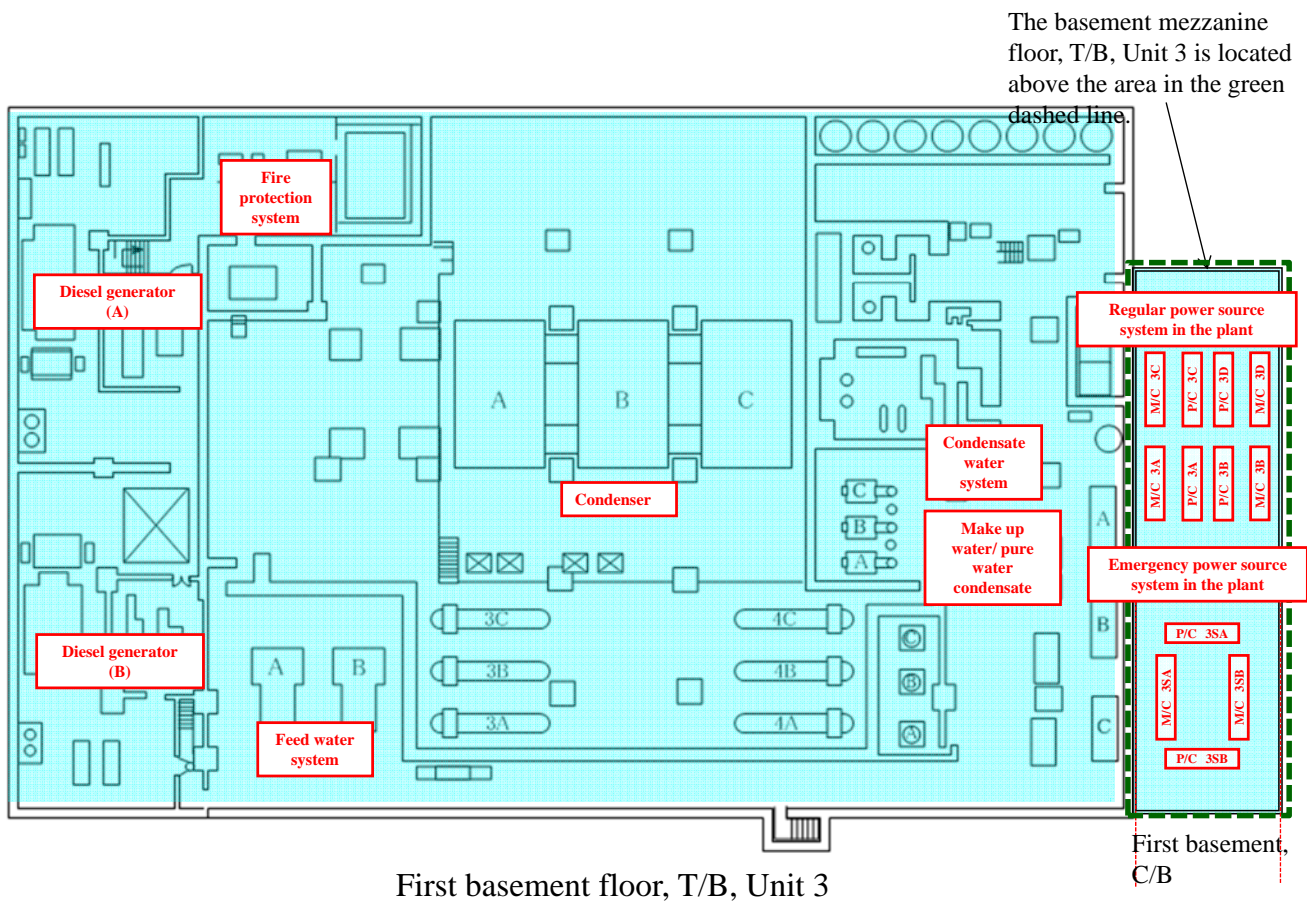 The basement mezzanine
floor, T/B, Unit 3 is located
above the area in the green
dashed line.
Fire
protection
system
Diesel generator
(A)
Regular power source
system in the plant
M/C 3C
P/C 3C
P/C 3D
M/C 3D
A
B
C
Condensate
water
system
M/C 3A
P/C 3A
P/C 3B
M/C 3B
Condenser
C
B
A
Make up
water/ pure
water
condensate
A
B
C
Emergency power source
system in the plant
P/C 3SA
M/C 3SA
M/C 3SB
P/C 3SB
Diesel generator
(B)
A
B
Feed water
system
3C
3B
3A
4C
4B
4A
C
B
A
First basement,
C/B
First basement floor, T/B, Unit 3